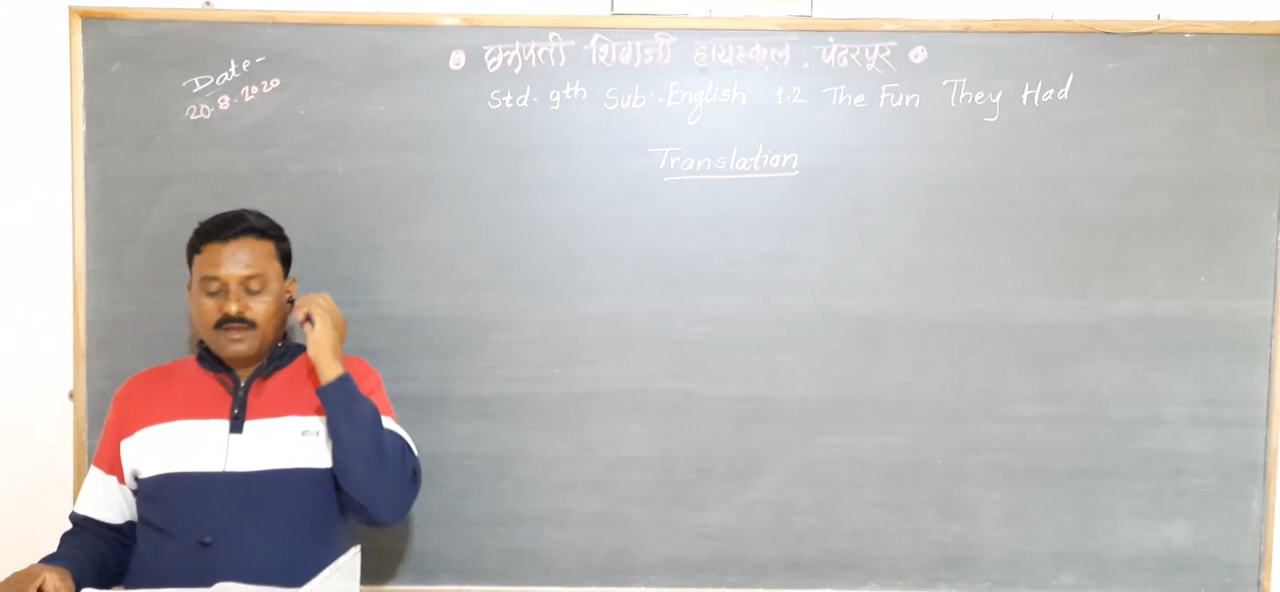 Date-
20.8.2020
छत्रपती शिवाजी हायस्कूल. पंढरपूर
Std- 9th Sub:- English 1.2 The Fun They Had
Translation